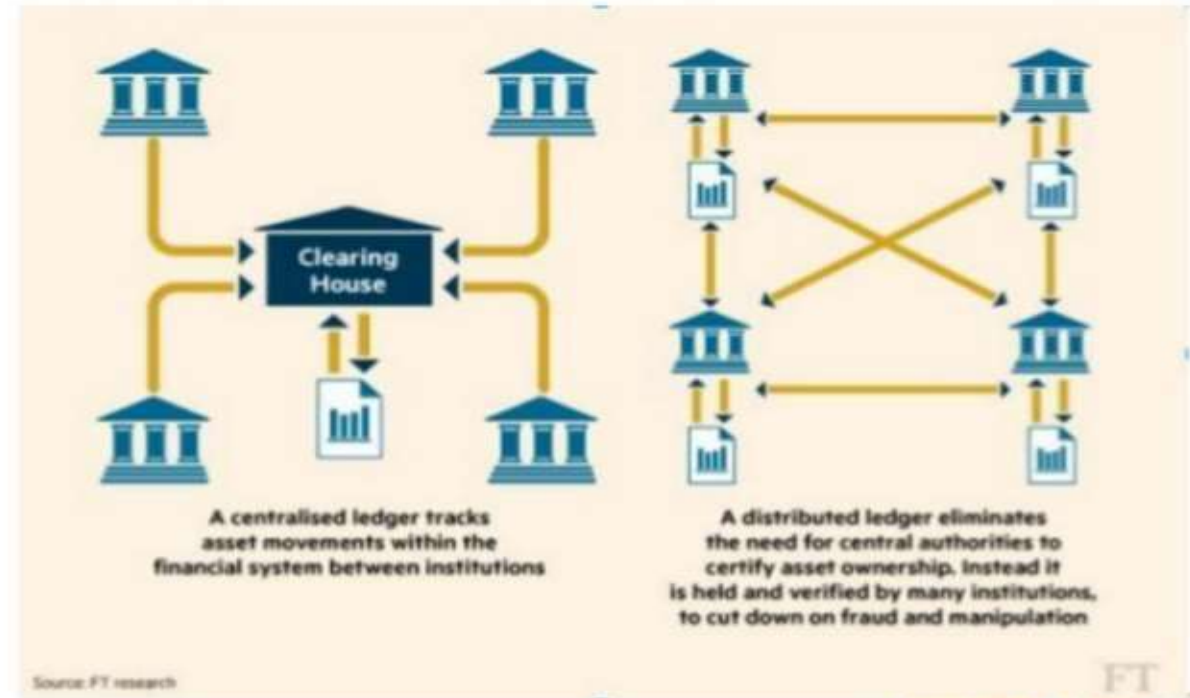 Clearing
House
A centralised ledger tracks
asset movements within the
financial system between institutions
A distributed ledger eliminates
the need for central authorities to
certify asset ownership. Instead it
is held and verified by many institutions,
to cut down on fraud and manipulation
Source: FT research
FT